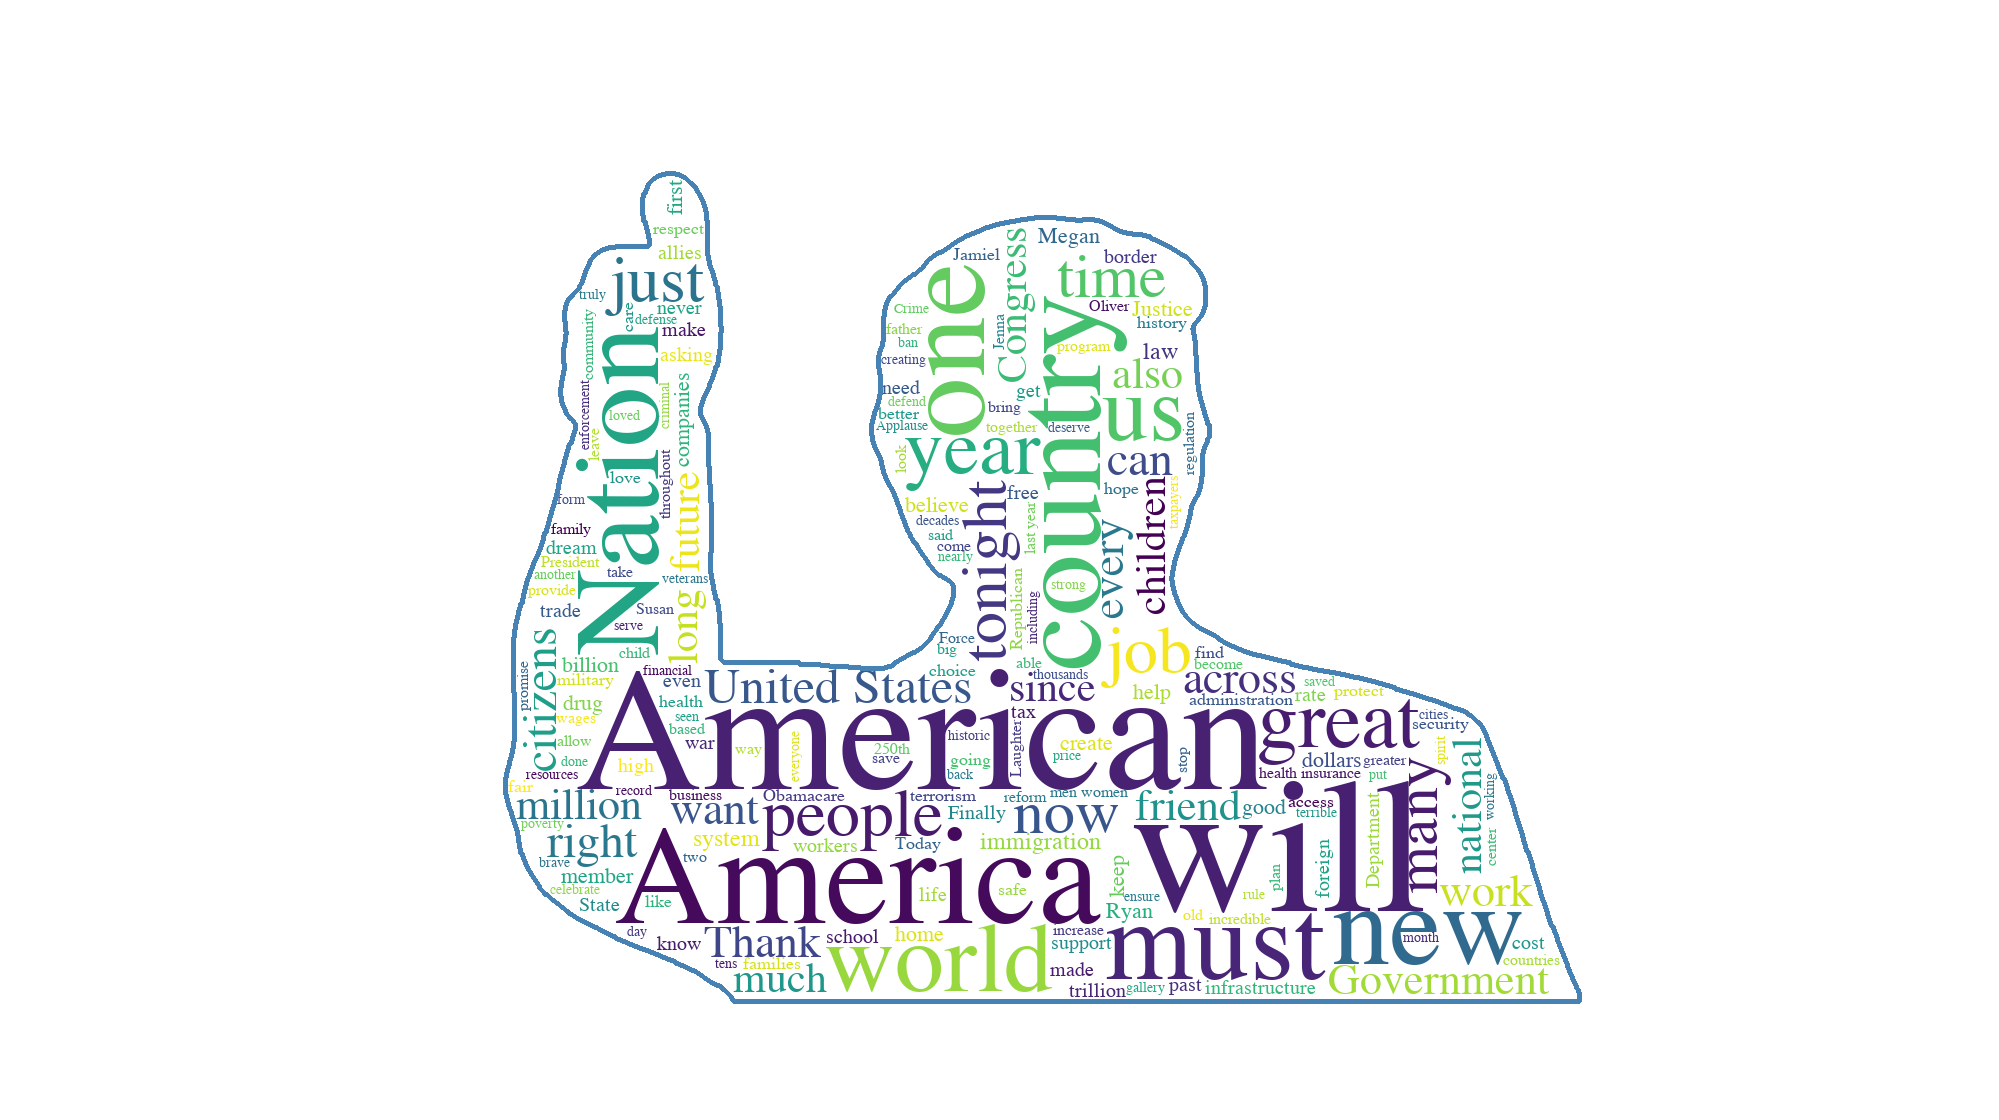 first
respect
allies
just
truly
never
care
defense
community
make
asking
Nation
companies
criminal
enforcement
loved
leave
love
throughout
form
future
family
dream
President
another
take
veterans
provide
trade
Susan
long
serve
citizens
child
billion
financial
promise
military
even
drug
health
wages
seen
based
allow
war
done
resources
high
fair
record
Megan
Jamiel
Congress
border
time
one
Crime
Oliver
Justice
history
father
Jenna
ban
country
program
law
creating
also
need
get
defend
better
bring
us
Applause
together
deserve
year
can
regulation
look
tonight
free
hope
children
taxpayers
believe
decades
last year
every
said
come
nearly
Republican
strong
including
Force
big
job
find
able
become
choice
thousands
United States
since
across
saved
help
rate
protect
administration
American
tax
great
cities
security
historic
Laughter
create
way
everyone
250th
save
going
price
stop
dollars
greater
spirit
national
back
health insurance
put
working
business
Obamacare
terrorism
reform
men women
million
want
people
Finally
now
friend
good
access
terrible
will
many
Department
poverty
right
system
workers
Today
immigration
center
brave
two
member
America
keep
plan
foreign
celebrate
like
life
safe
ensure
rule
work
State
Ryan
old
incredible
day
know
Thank
school
home
increase
support
must
new
month
cost
tens
families
much
world
made
countries
trillion
gallery
past
infrastructure
Government